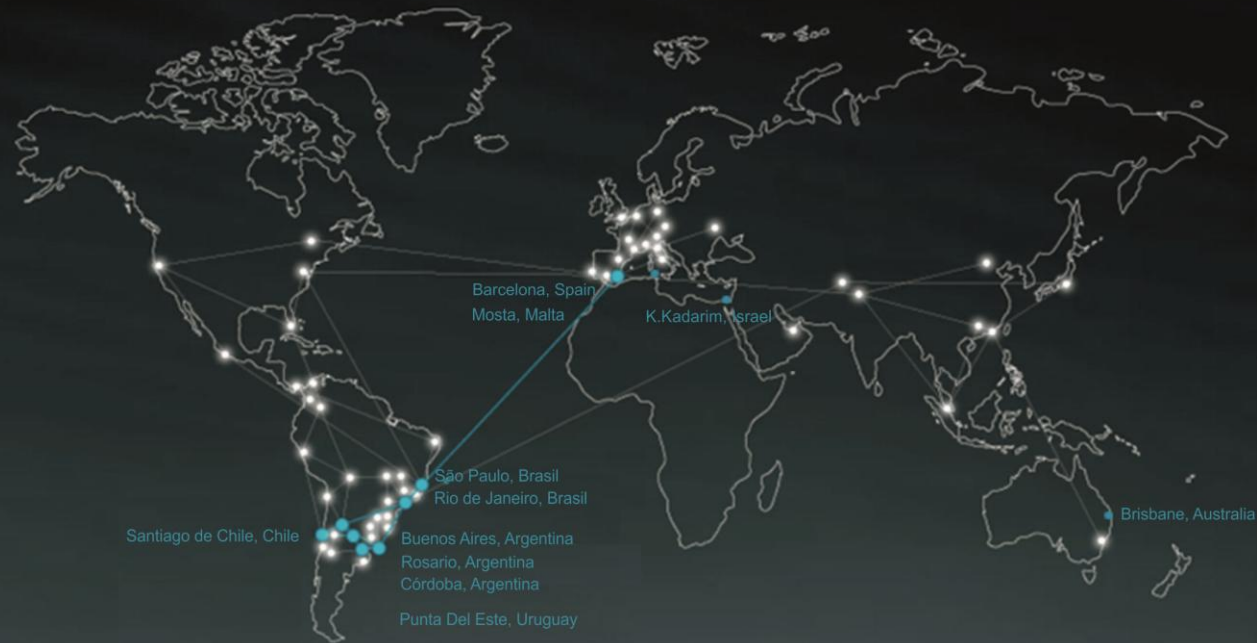 Barcelona, Spain
Mosta, Malta
K.Kadarim, Israel
São Paulo, Brasil
Rio de Janeiro, Brasil
Brisbane, Australia
Santiago de Chile, Chile
Buenos Aires, Argentina
Rosario, Argentina
Córdoba, Argentina
Punta Del Este, Uruguay